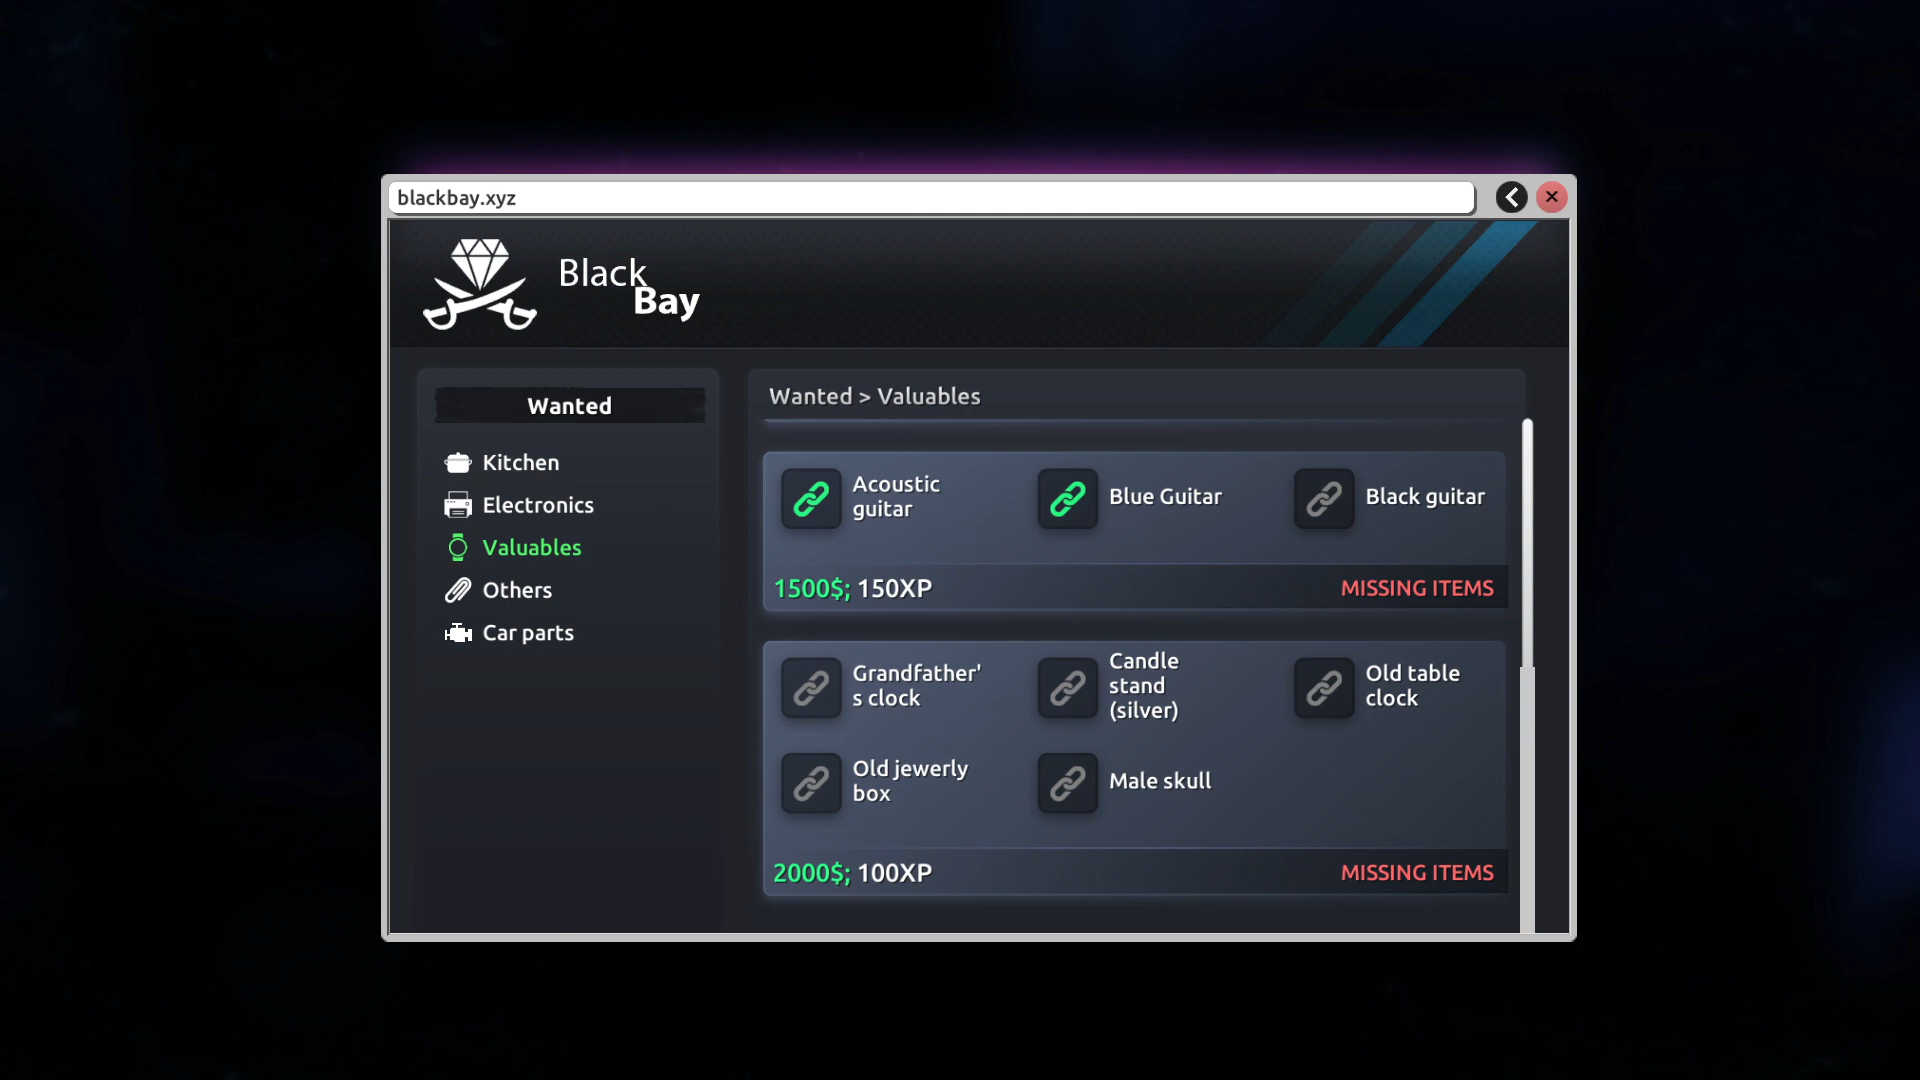 blackbay.xyz
Black
Bay
Wanted
Kitchen
Electronics
Valuables
Others
Car parts
Wanted > Valuables
Acoustic
guitar
Blue Guitar
Black guitar
1500$; 150XP
MISSING ITEMS
Grandfather'
s clock
Candle
stand
(silver)
Old table
clock
Old jewerly
box
Male skull
2000$; 100XP
MISSING ITEMS